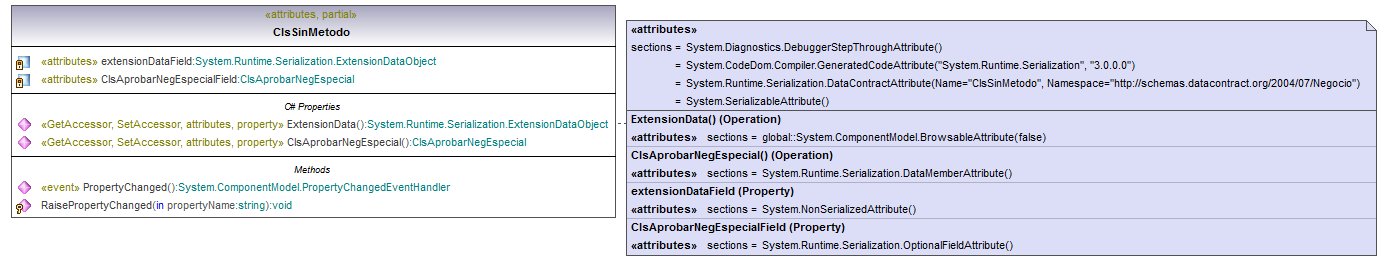 «attributes, partial»
ClsSinMetodo
«attributes» extensionDataField:System.Runtime.Serialization.ExtensionDataObject
«attributes» ClsAprobarNegEspecialField:ClsAprobarNegEspecial
C# Properties
«GetAccessor, SetAccessor, attributes, property» ExtensionData():System.Runtime.Serialization.ExtensionDataObject
«GetAccessor, SetAccessor, attributes, property» ClsAprobarNegEspecial():ClsAprobarNegEspecial
Methods
«event» PropertyChanged():System.ComponentModel.PropertyChangedEventHandler
RaisePropertyChanged(in propertyName:string):void
«attributes»
sections = System.Diagnostics.DebuggerStepThroughAttribute()
= System.CodeDom.Compiler.GeneratedCodeAttribute("System.Runtime.Serialization", "3.0.0.0")
= System.Runtime.Serialization.DataContractAttribute(Name="ClsSinMetodo", Namespace="http://schemas.datacontract.org/2004/07/Negocio")
= System.SerializableAttribute()
ExtensionData() (Operation)
«attributes» sections = global::System.ComponentModel.BrowsableAttribute(false)
ClsAprobarNegEspecial() (Operation)
«attributes» sections = System.Runtime.Serialization.DataMemberAttribute()
extensionDataField (Property)
«attributes» sections = System.NonSerializedAttribute()
ClsAprobarNegEspecialField (Property)
«attributes» sections = System.Runtime.Serialization.OptionalFieldAttribute()